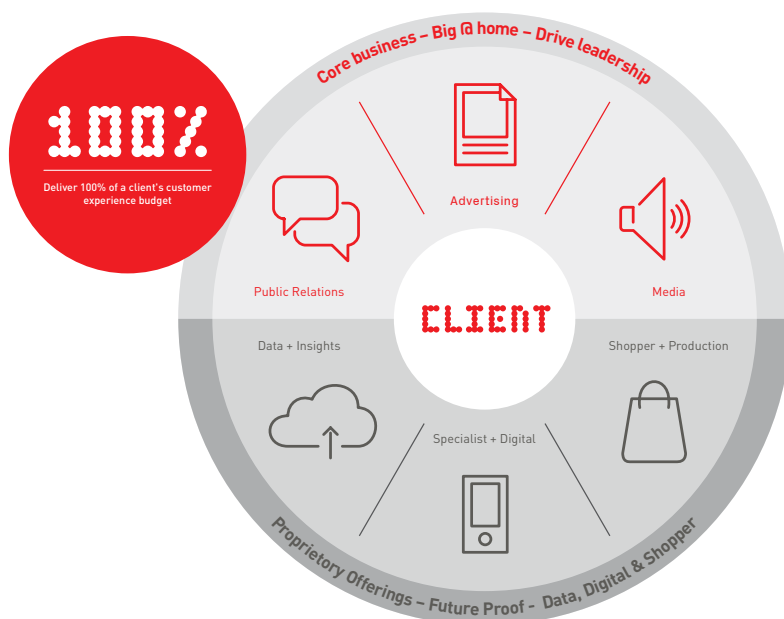 Core business – Big @ home – Drive leadership
100%
Deliver 100% of a client's customer
experience budget
Advertising
Public Relations
Media
CLIENT
Data + Insights
Shopper + Production
Specialist + Digital
Proprietory Offerings – Future Proof - Data, Digital & Shopper